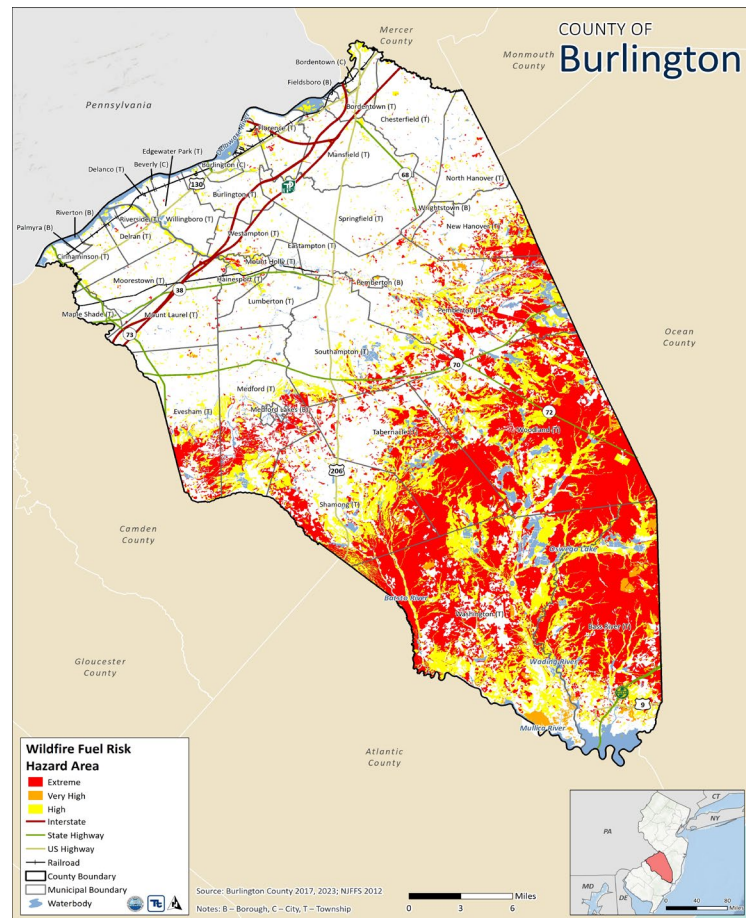 COUNTY OF
Burlington
Mercer
County
Monmouth
County
Pennsylvania
Bordentown (C)
Fieldsboro (B)
Bordentown (T)
Chesterfield (T)
Florence (T)
Edgewater Park (T)
Beverly (C)
Burlington (C)
Mansfield (T)
Delanco (T)
130
68
North Hanover (T)
Burlington (T)
Riverton (B)
Riverside (T)
Willingboro (T)
Wrightstown (B)
Palmyra (B)
Delran (T)
Springfield (T)
New Hanover (T)
Westampton (T)
Eastampton (T)
Cinnaminson (T)
Mount Holly (T)
Moorestown (T)
Hainesport (T)
Pemberton (B)
38
Lumberton (T)
Pemberton (T)
Maple Shade (T)
Mount Laurel (T)
Ocean
County
73
Southampton (T)
70
Medford (T)
Evesham (T)
Medford Lakes (B)
72
Tabernacle (T)
Woodland (T)
206
Shamong (T)
Camden
County
Oswego Lake
Batsto River
Washington (T)
Bass River (T)
Gloucester
County
Wading River
9
Mullica River
Atlantic
County
Wildfire Fuel Risk
Hazard Area
Extreme
Very High
High
Interstate
State Highway
US Highway
Railroad
County Boundary
Municipal Boundary
Waterbody
Source: Burlington County 2017, 2023; NJFFS 2012
Notes: B – Borough, C – City, T – Township
0 3 6 Miles
PA
CT
NY
MD
DE
0 40 80 Miles